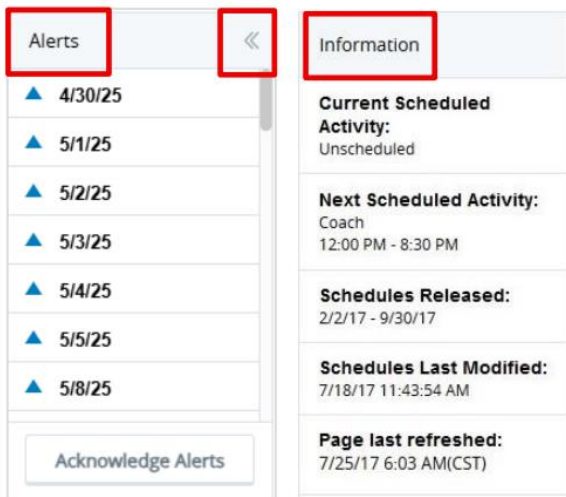 Alerts
4/30/25
5/1/25
5/2/25
5/3/25
5/4/25
5/5/25
5/8/25
Acknowledge Alerts
Information
Current Scheduled
Activity:
Unscheduled
Next Scheduled Activity:
Coach
12:00 PM - 8:30 PM
Schedules Released:
2/2/17 - 9/30/17
Schedules Last Modified:
7/18/17 11:43:54 AM
Page last refreshed:
7/25/17 6:03 AM(CST)